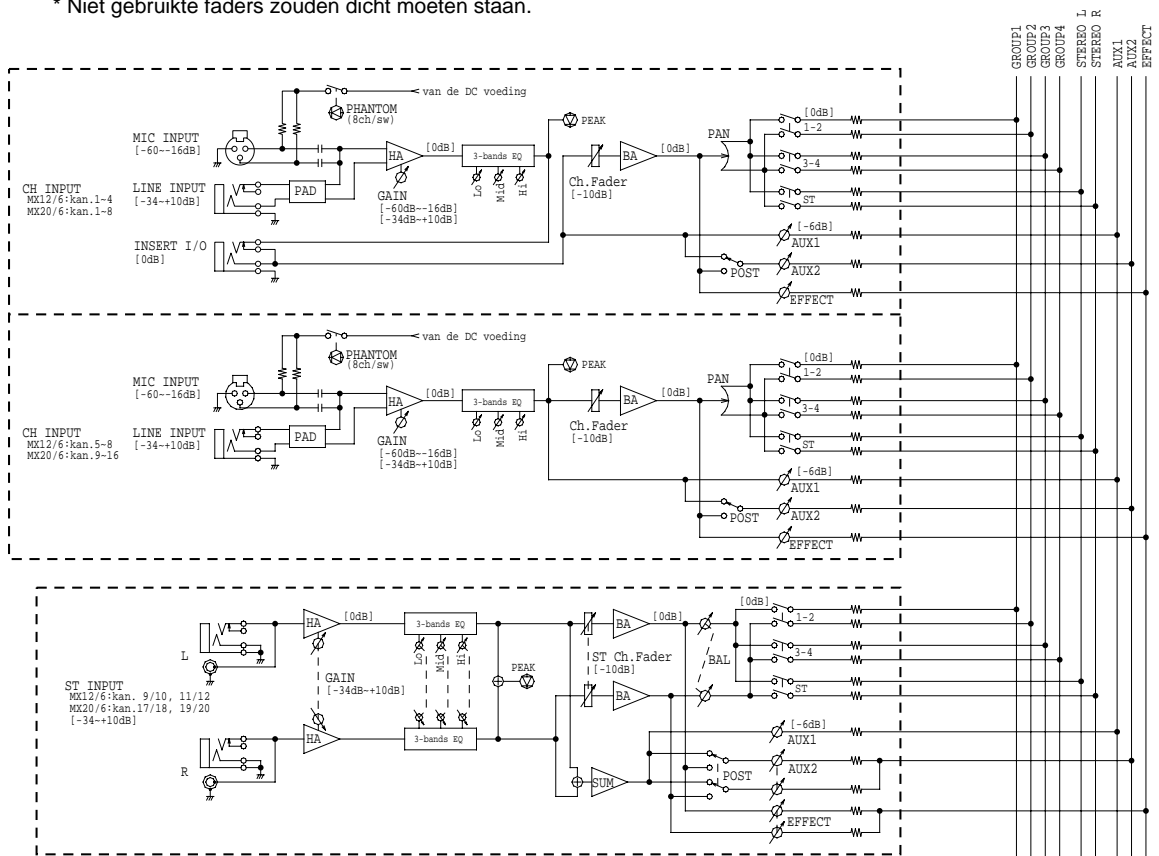 * Niet gebruikte faders zouden dicht moeten staan.
GROUP1
GROUP2
GROUP3
GROUP4
STEREO L
STEREO R
AUX1
AUX2
EFFECT
van de DC voeding
PHANTOM
(8ch/sw)
MIC INPUT
[-60~-16dB]
CH INPUT
MX12/6:kan.1~4
MX20/6:kan.1~8
LINE INPUT
[-34~+10dB]
PAD
HA
[0dB]
GAIN
[-60dB~-16dB]
[-34dB~+10dB]
3-bands EQ
Lo
Mid
Hi
PEAK
Ch.Fader
[-10dB]
BA
[0dB]
PAN
[0dB]
1-2
3-4
ST
INSERT I/O
[0dB]
[-6dB]
AUX1
POST
AUX2
EFFECT
van de DC voeding
PHANTOM
(8ch/sw)
MIC INPUT
[-60~-16dB]
CH INPUT
MX12/6:kan.5~8
MX20/6:kan.9~16
LINE INPUT
[-34~+10dB]
PAD
HA
[0dB]
GAIN
[-60dB~-16dB]
[-34dB~+10dB]
3-bands EQ
Lo
Mid
Hi
PEAK
Ch.Fader
[-10dB]
BA
[0dB]
PAN
[0dB]
1-2
3-4
ST
[-6dB]
AUX1
POST
AUX2
EFFECT
L
HA
[0dB]
3-bands EQ
Lo
Mid
Hi
BA
[0dB]
[0dB]
1-2
3-4
ST
ST Ch.Fader
[-10dB]
BAL
PEAK
GAIN
[-34dB~+10dB]
ST INPUT
MX12/6:kan. 9/10, 11/12
MX20/6:kan.17/18, 19/20
[-34~+10dB]
BA
R
HA
3-bands EQ
SUM
[-6dB]
AUX1
POST
AUX2
EFFECT